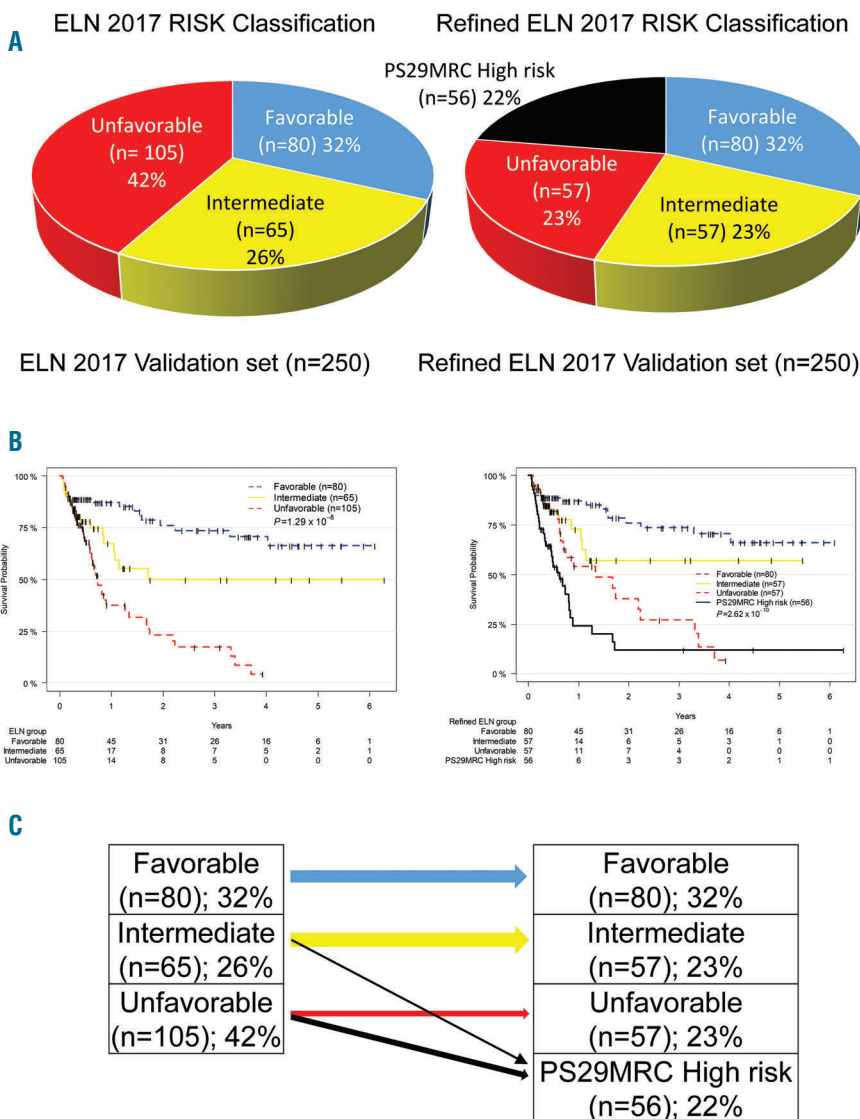 ELN 2017 RISK Classification
Refined ELN 2017 RISK Classification
A
Unfavorable
(n= 105)
42%
Favorable
(n=80) 32%
Intermediate
(n=65)
26%
PS29MRC High risk
(n=56) 22%
Favorable
(n=80) 32%
Unfavorable
(n=57)
23%
Intermediate
(n=57) 23%
ELN 2017 Validation set (n=250)
Refined ELN 2017 Validation set (n=250)
B
Survival Probability
100 %
75%
50 %
25%
0 %
Favorable (n=80)
Intermediate (n=65)
Unfavorable (n=105)
P=1.29 x 10⁻⁸
0 1 2 3 4 5 6
Years
ELN group
Favorable 80 45 31 26 16 6 1
Intermediate 65 17 8 7 5 2 1
Unfavorable 105 14 8 5 0 0 0
Survival Probability
100 %
75%
50 %
25%
0 %
Favorable (n=80)
Intermediate (n=57)
Unfavorable (n=57)
PS29MRC High risk (n=56)
P=2.62 x 10⁻¹⁰
0 1 2 3 4 5 6
Years
Refined ELN group
Favorable 80 45 31 26 16 6 1
Intermediate 57 14 6 5 3 1 0
Unfavorable 57 11 7 4 0 0 0
PS29MRC High risk 56 6 3 3 2 1 1
C
Favorable
(n=80); 32%
Intermediate
(n=65); 26%
Unfavorable
(n=105); 42%
Favorable
(n=80); 32%
Intermediate
(n=57); 23%
Unfavorable
(n=57); 23%
PS29MRC High risk
(n=56); 22%